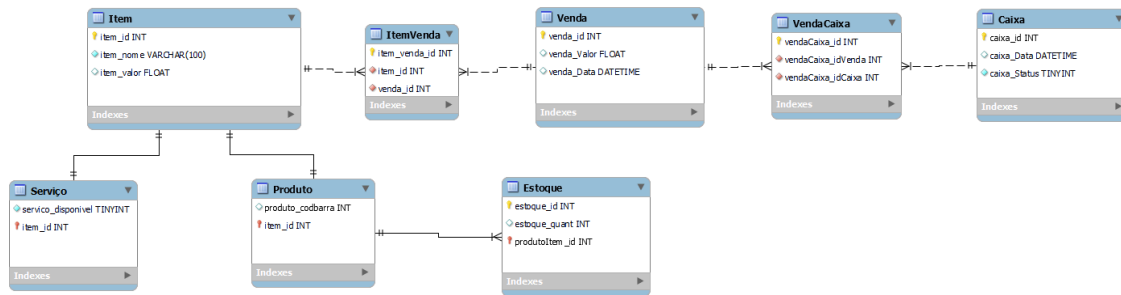 Item
item_id INT
item_nome VARCHAR(100)
item_valor FLOAT
Indexes
ItemVenda
item_venda_id INT
item_id INT
venda_id INT
Indexes
Venda
venda_id INT
venda_Valor FLOAT
venda_Data DATETIME
Indexes
VendaCaixa
vendaCaixa_id INT
vendaCaixa_idVenda INT
vendaCaixa_idCaixa INT
Indexes
Caixa
caixa_id INT
caixa_Data DATETIME
caixa_Status TINYINT
Indexes
Serviço
servico_disponivel TINYINT
item_id INT
Indexes
Produto
produto_codbarra INT
item_id INT
Indexes
Estoque
estoque_id INT
estoque_quant INT
produtoItem_id INT
Indexes